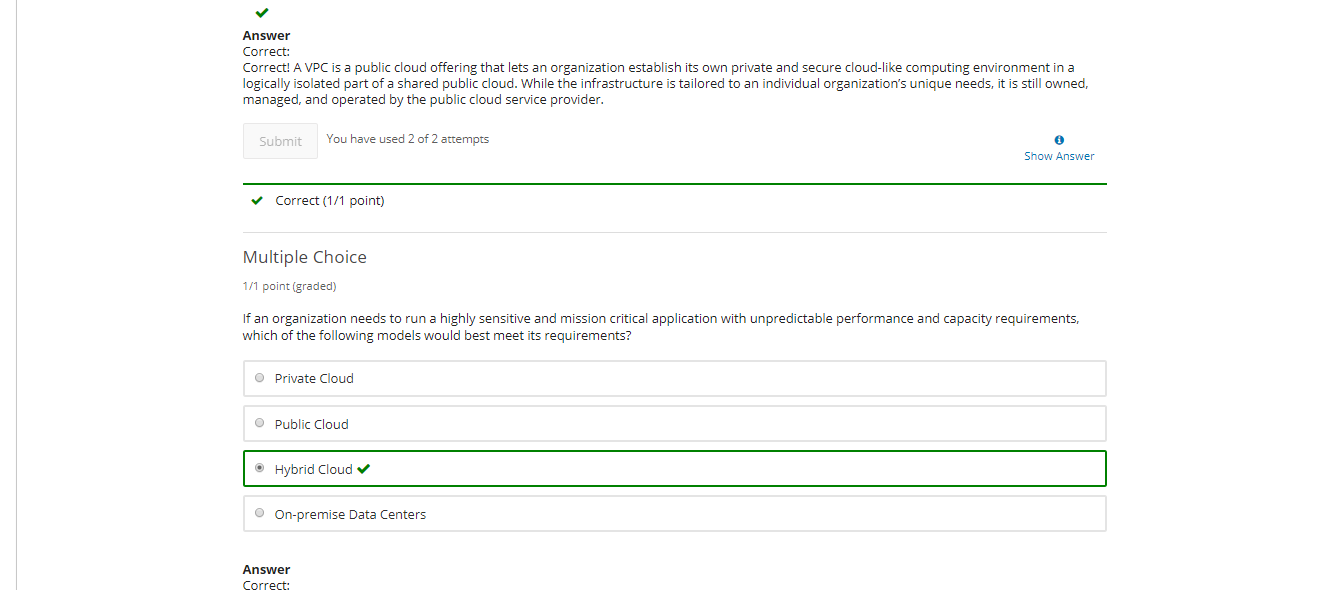 Answer
Correct:
Correct! A VPC is a public cloud offering that lets an organization establish its own private and secure cloud-like computing environment in a
logically isolated part of a shared public cloud. While the infrastructure is tailored to an individual organization’s unique needs, it is still owned,
managed, and operated by the public cloud service provider.
Submit You have used 2 of 2 attempts
Show Answer
Correct (1/1 point)
Multiple Choice
1/1 point (graded)
If an organization needs to run a highly sensitive and mission critical application with unpredictable performance and capacity requirements,
which of the following models would best meet its requirements?
Private Cloud
Public Cloud
Hybrid Cloud
On-premise Data Centers
Answer
Correct: